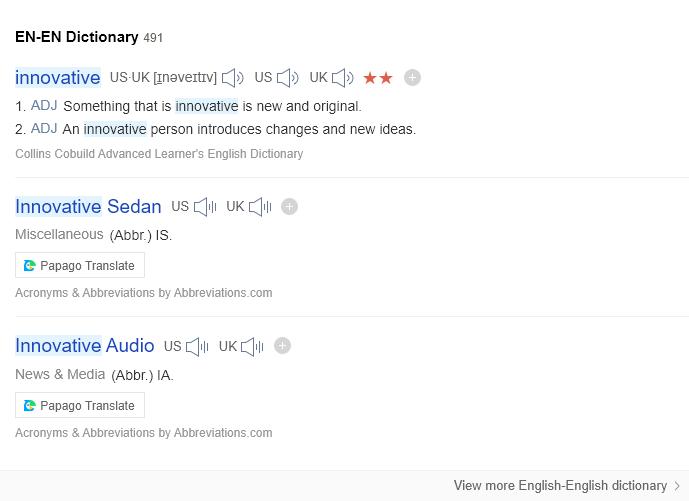 EN-EN Dictionary 491
innovative US·UK [ɪnəveɪtɪv] US UK
1. ADJ Something that is innovative is new and original.
2. ADJ An innovative person introduces changes and new ideas.
Collins Cobuild Advanced Learner's English Dictionary
Innovative Sedan US UK
Miscellaneous (Abbr.) IS.
Papago Translate
Acronyms & Abbreviations by Abbreviations.com
Innovative Audio US UK
News & Media (Abbr.) IA.
Papago Translate
Acronyms & Abbreviations by Abbreviations.com
View more English-English dictionary